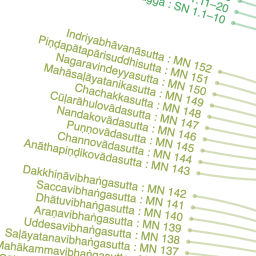 11–20
: SN 1.1–10
Indriyabhāvanāsutta : MN 152
Piṇḍapātapārisuddhisutta : MN 151
Nagaravindeyyasutta : MN 150
Mahāsaḷāyatanikasutta : MN 149
Chachakkasutta : MN 148
Cūḷarāhulovādasutta : MN 147
Nandakovādasutta : MN 146
Puṇṇovādasutta : MN 145
Channovādasutta : MN 144
Anāthapiṇḍikovādasutta : MN 143
Dakkhiṇāvibhaṅgasutta : MN 142
Saccavibhaṅgasutta : MN 141
Dhātuvibhaṅgasutta : MN 140
Araṇavibhaṅgasutta : MN 139
Uddesavibhaṅgasutta : MN 138
Saḷāyatanavibhaṅgasutta : MN 137